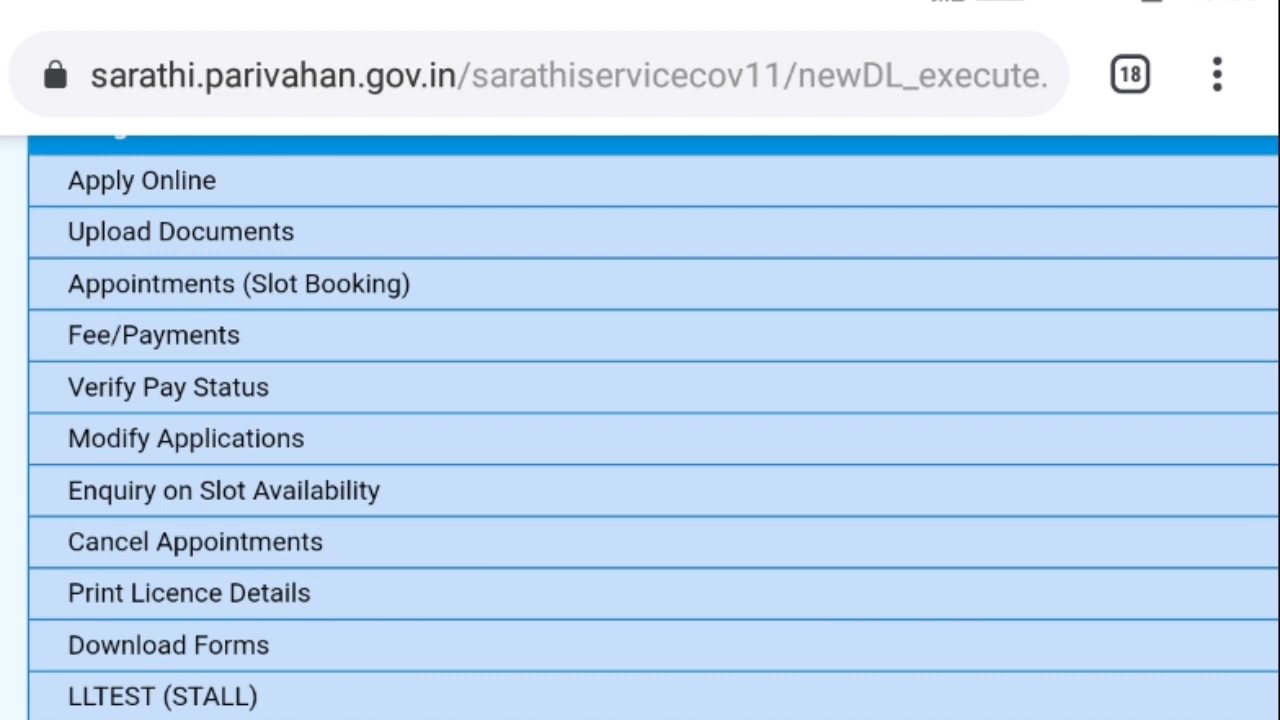 sarathi.parivahan.gov.in/sarathiservicecov11/newDL_execute.
18
Apply Online
Upload Documents
Appointments (Slot Booking)
Fee/Payments
Verify Pay Status
Modify Applications
Enquiry on Slot Availability
Cancel Appointments
Print Licence Details
Download Forms
LLTEST (STALL)